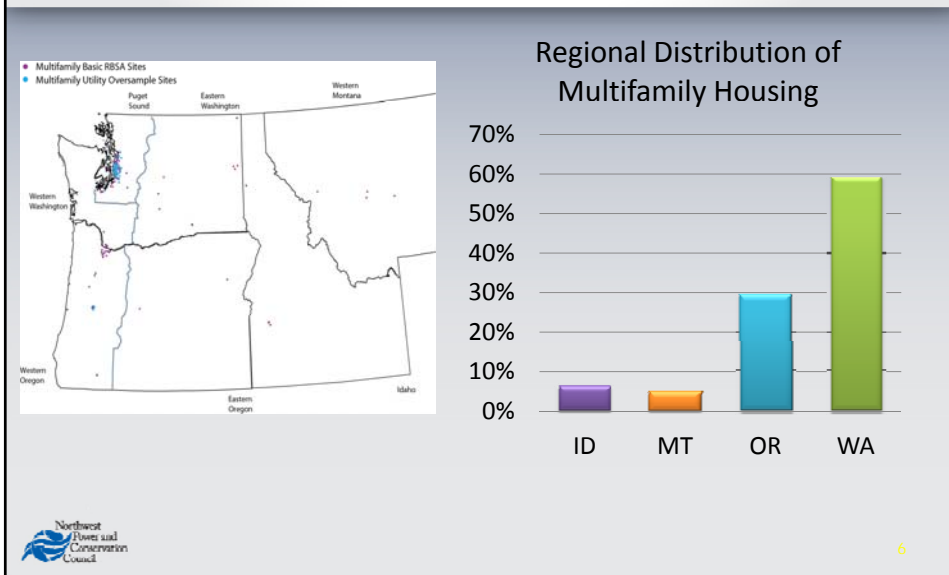 Multifamily Basic RBSA Sites
Multifamily Utility Oversample Sites
Puget
Sound
Eastern
Washington
Western
Montana
Western
Washington
Western
Oregon
Eastern
Oregon
Idaho
Regional Distribution of
Multifamily Housing
70%
60%
50%
40%
30%
20%
10%
0%
ID MT OR WA
Northwest
Power and
Conservation
Council
6